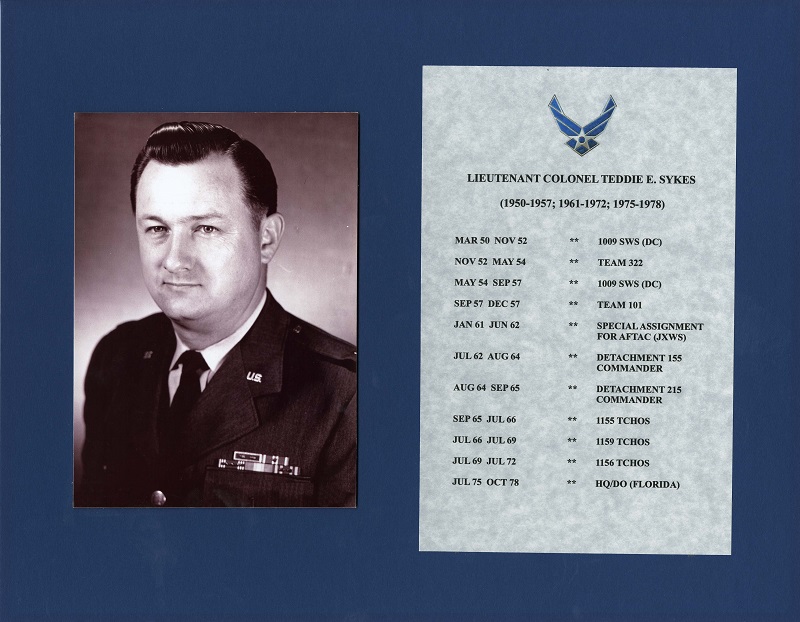 U.S.
LIEUTENANT COLONEL TEDDIE E. SYKES
(1950-1957; 1961-1972; 1975-1978)
MAR 50 NOV 52 ** 1009 SWS (DC)
NOV 52 MAY 54 ** TEAM 322
MAY 54 SEP 57 ** 1009 SWS (DC)
SEP 57 DEC 57 ** TEAM 101
JAN 61 JUN 62 ** SPECIAL ASSIGNMENT
FOR AFTAC (JXWS)
JUL 62 AUG 64 ** DETACHMENT 155
COMMANDER
AUG 64 SEP 65 ** DETACHMENT 215
COMMANDER
SEP 65 JUL 66 ** 1155 TCHOS
JUL 66 JUL 69 ** 1159 TCHOS
JUL 69 JUL 72 ** 1156 TCHOS
JUL 75 OCT 78 ** HQ/DO (FLORIDA)